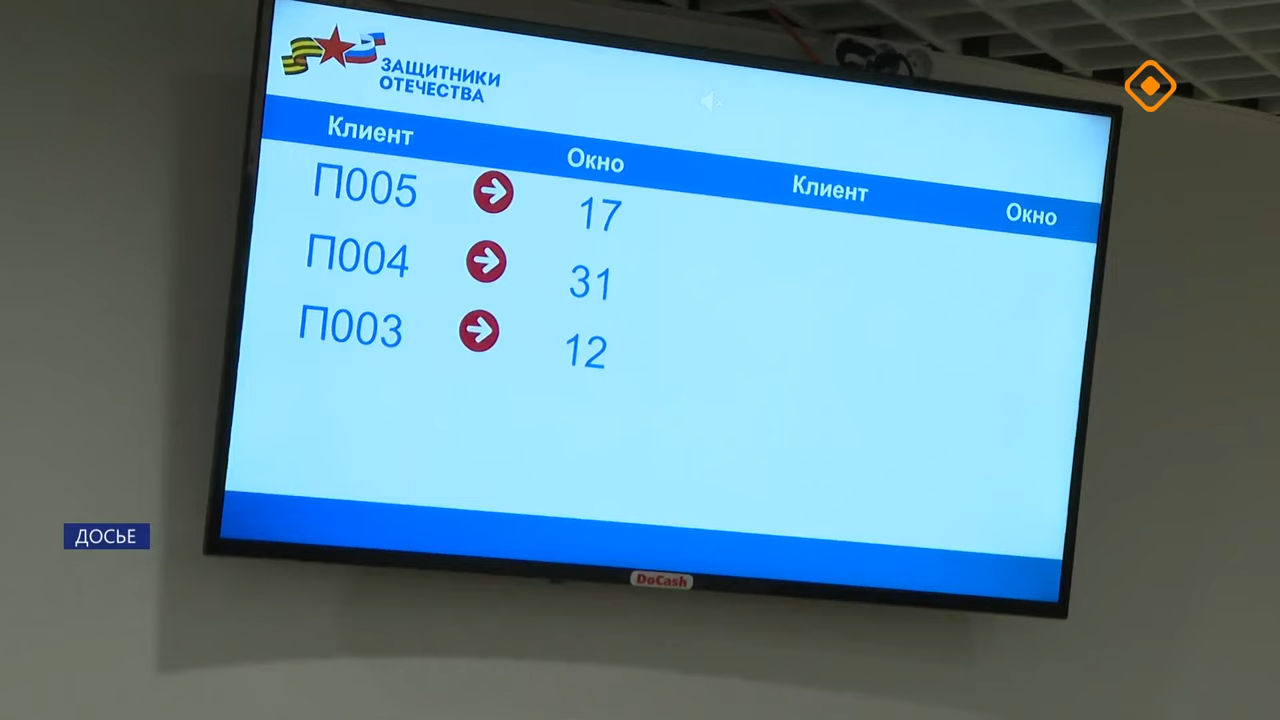 ЗАЩИТНИКИ
ОТЕЧЕСТВА
Клиент Окно Клиент Окно
П005 17
П004 31
П003 12
ДОСЬЕ
DoCash